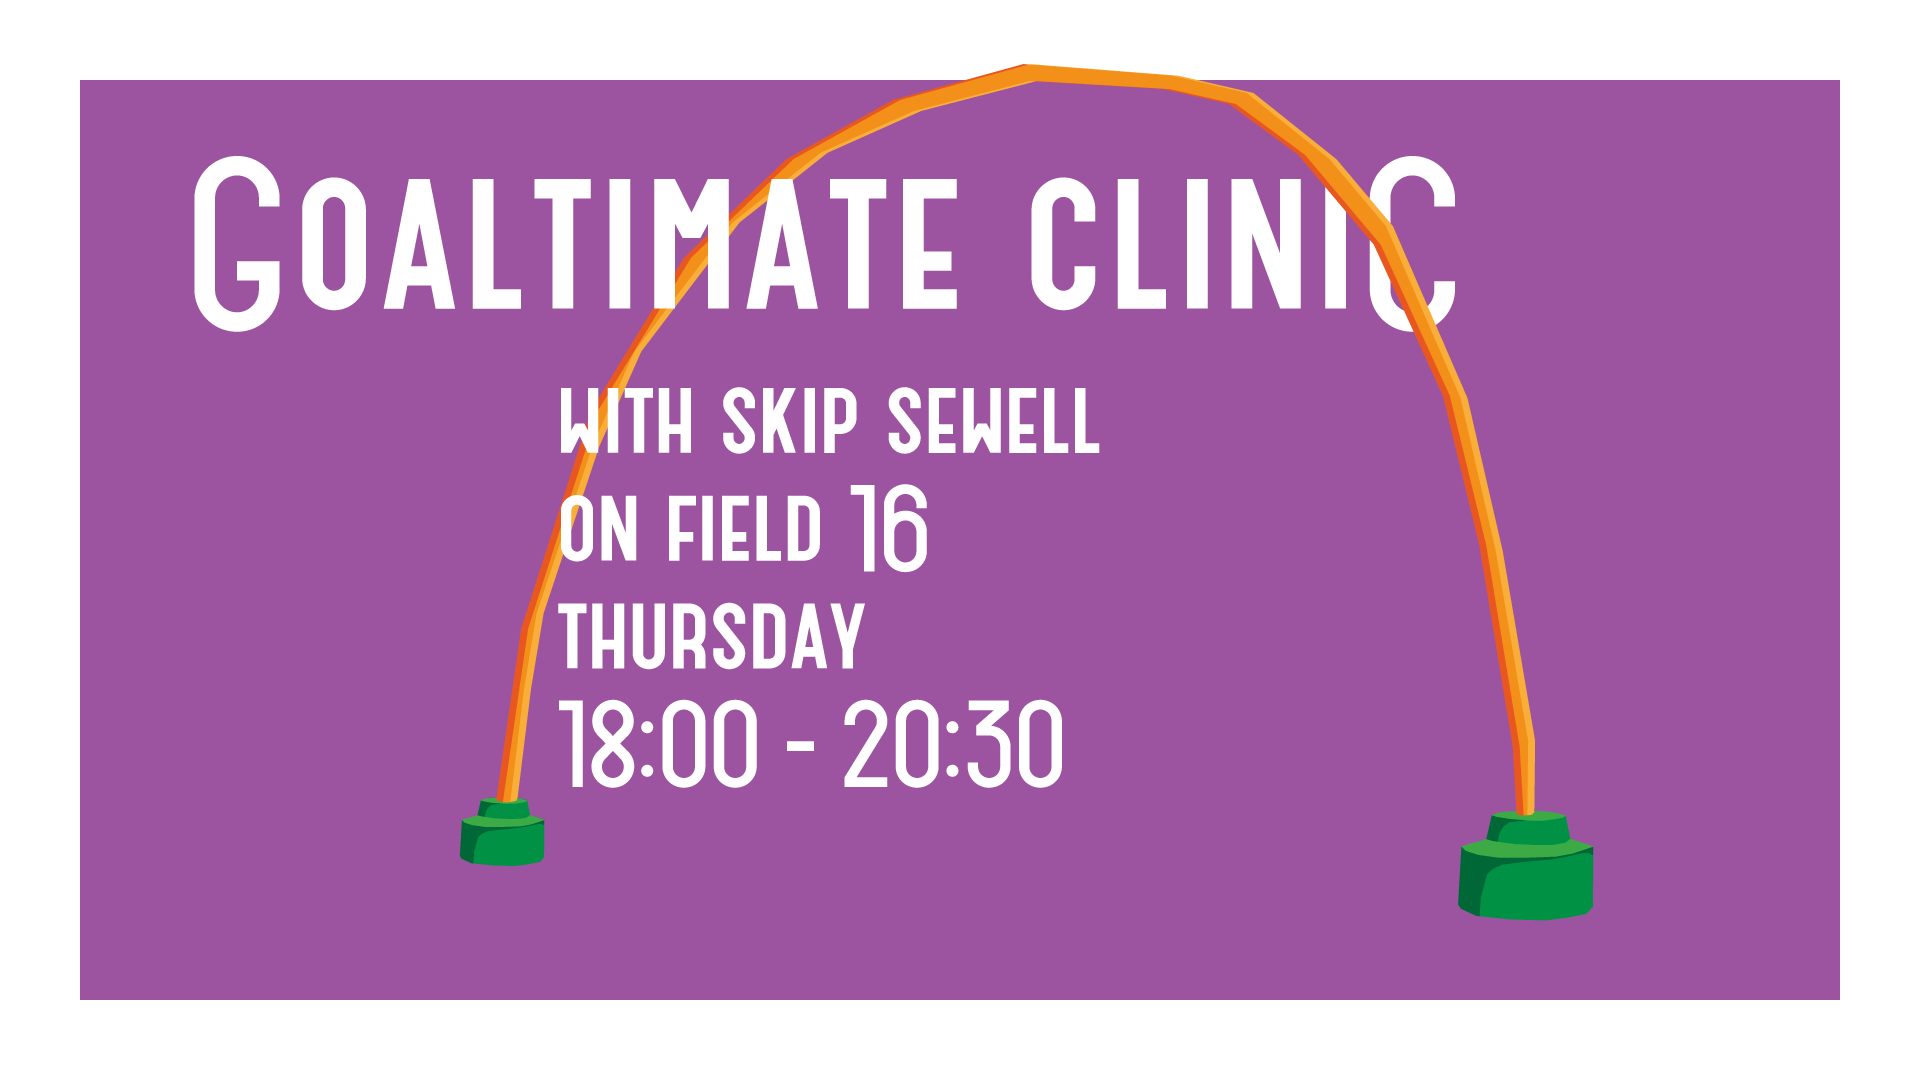 Goaltimate cliniC
with Skip Sewell
on field 16
Thursday
18:00 - 20:30